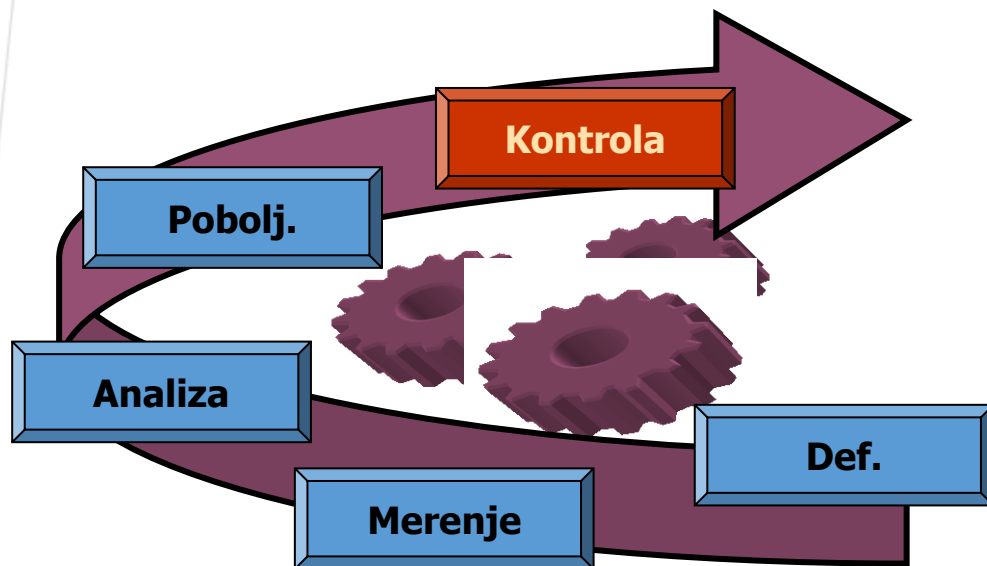 Kontrola
Pobolj.
Analiza
Def.
Merenje